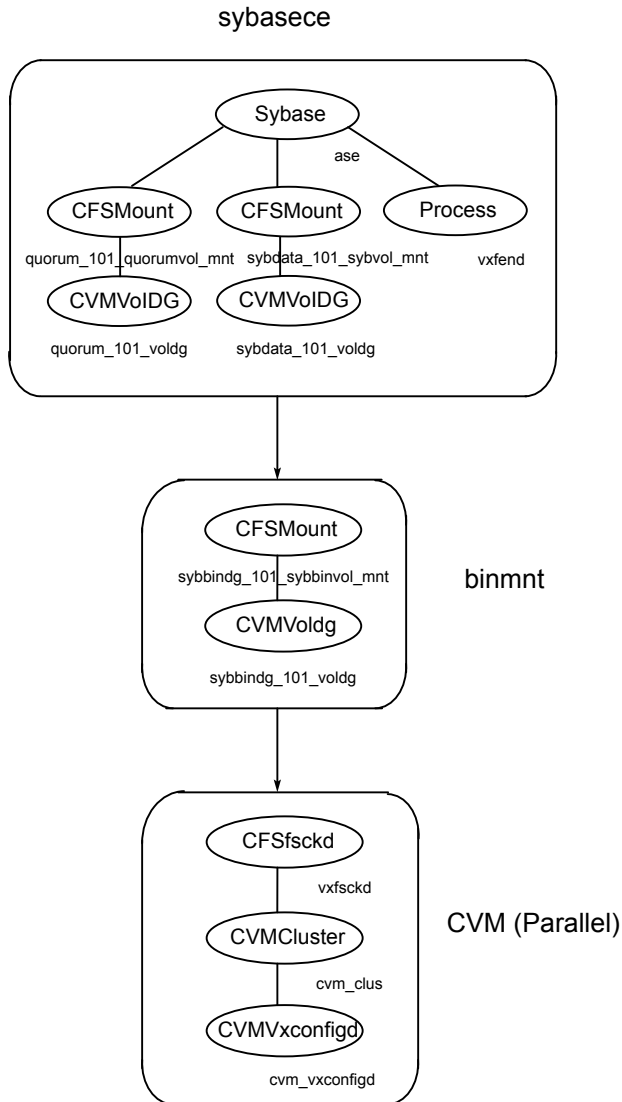 sybasece
Sybase
ase
CFSMount
CFSMount
Process
quorum_101_quorumvol_mnt
sybdata_101_sybvol_mnt
vxfend
CVMVolDG
CVMVolDG
quorum_101_voldg
sybdata_101_voldg
CFSMount
sybbindg_101_sybbinvol_mnt
binmnt
CVMVoldg
sybbindg_101_voldg
CFSfsckd
vxfsckd
CVMCluster
CVM (Parallel)
cvm_clus
CVMVxconfigd
cvm_vxconfigd